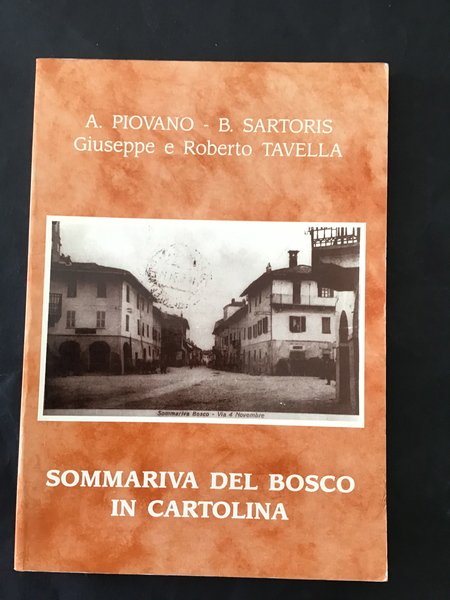 A. PIOVANO - B. SARTORIS
Giuseppe e Roberto TAVELLA
Sommariva Bosco - Via 4 Novembre
SOMMARIVA DEL BOSCO
IN CARTOLINA